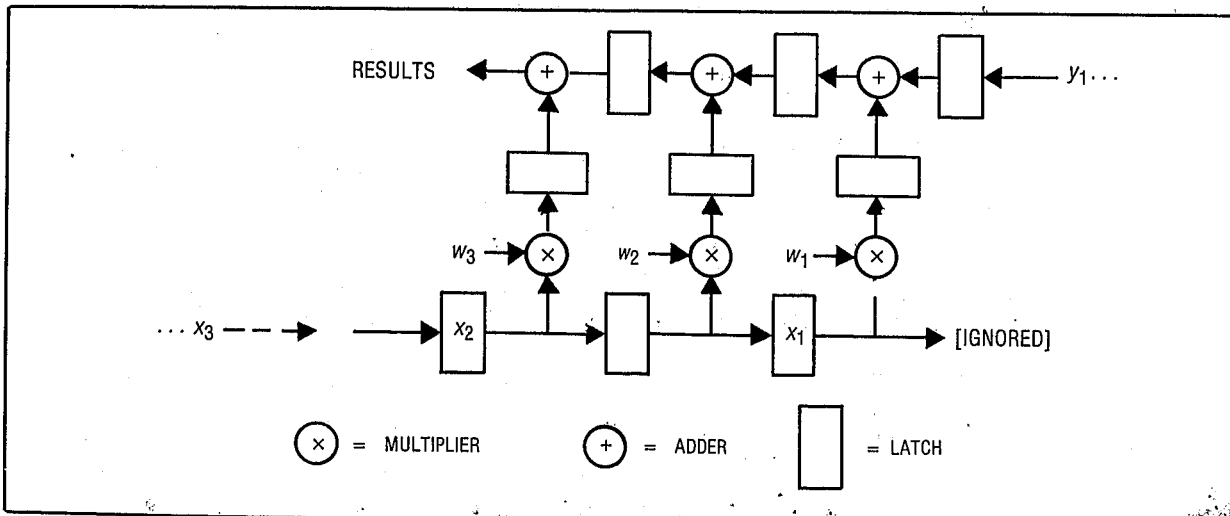 RESULTS
+
+
+
y1...
w3
×
w2
×
w1
×
... x3
x2
x1
[IGNORED]
× = MULTIPLIER
+ = ADDER
= LATCH